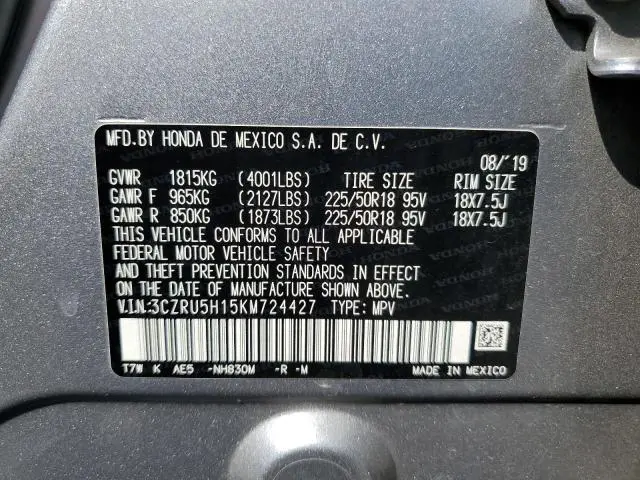 MFD.BY HONDA DE MEXICO S.A. DE C.V.
08/'19
GVWR 1815KG (4001LBS) TIRE SIZE RIM SIZE
GAWR F 965KG (2127LBS) 225/50R18 95V 18X7.5J
GAWR R 850KG (1873LBS) 225/50R18 95V 18X7.5J
THIS VEHICLE CONFORMS TO ALL APPLICABLE
FEDERAL MOTOR VEHICLE SAFETY
AND THEFT PREVENTION STANDARDS IN EFFECT
ON THE DATE OF MANUFACTURE SHOWN ABOVE.
V.I.N.:3CZRU5H15KM724427 TYPE: MPV
T7W K AE5 -NH830M -R -M
MADE IN MEXICO